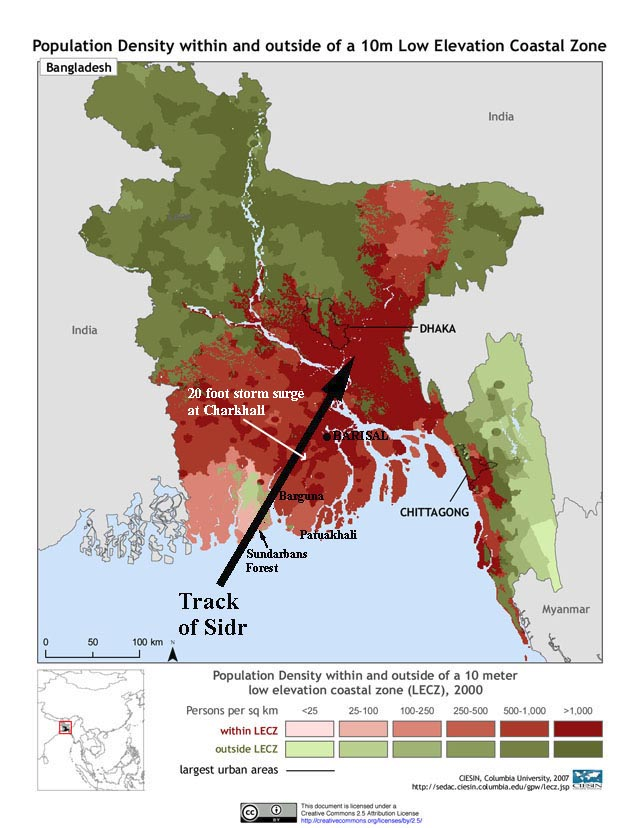 Population Density within and outside of a 10m Low Elevation Coastal Zone
Bangladesh
India
India
DHAKA
20 foot storm surge
at Charkhall
BARISAL
Barguna
CHITTAGONG
Patuakhali
Sundarbans
Forest
Track
of Sidr
Myanmar
0 50 100 km
N
Population Density within and outside of a 10 meter
low elevation coastal zone (LECZ), 2000
Persons per sq km <25 25-100 100-250 250-500 500-1,000 >1,000
within LECZ
outside LECZ
largest urban areas
CIESIN, Columbia University, 2007
http://sedac.ciesin.columbia.edu/gpw/lecz.jsp
CIESIN
cc
BY
This document is licensed under a
Creative Commons 2.5 Attribution License
http://creativecommons.org/licenses/by/2.5/